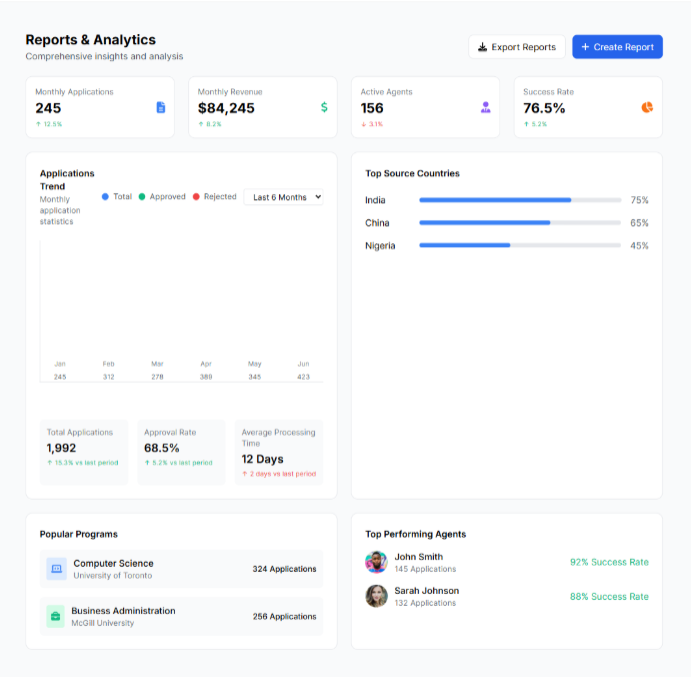 Reports & Analytics
Comprehensive insights and analysis
Export Reports
+ Create Report
Monthly Applications
245
↑ 12.5%
Monthly Revenue
$84,245
↑ 8.2%
$
Active Agents
156
↓ 3.1%
Success Rate
76.5%
↑ 5.2%
Applications
Trend
Monthly
application
statistics
Total
Approved
Rejected
Last 6 Months
Jan Feb Mar Apr May Jun
245 312 278 389 345 423
Total Applications
1,992
↑ 15.3% vs last period
Approval Rate
68.5%
↑ 5.2% vs last period
Average Processing
Time
12 Days
↑ 2 days vs last period
Top Source Countries
India 75%
China 65%
Nigeria 45%
Popular Programs
Computer Science
University of Toronto
324 Applications
Business Administration
McGill University
256 Applications
Top Performing Agents
John Smith
145 Applications
92% Success Rate
Sarah Johnson
132 Applications
88% Success Rate